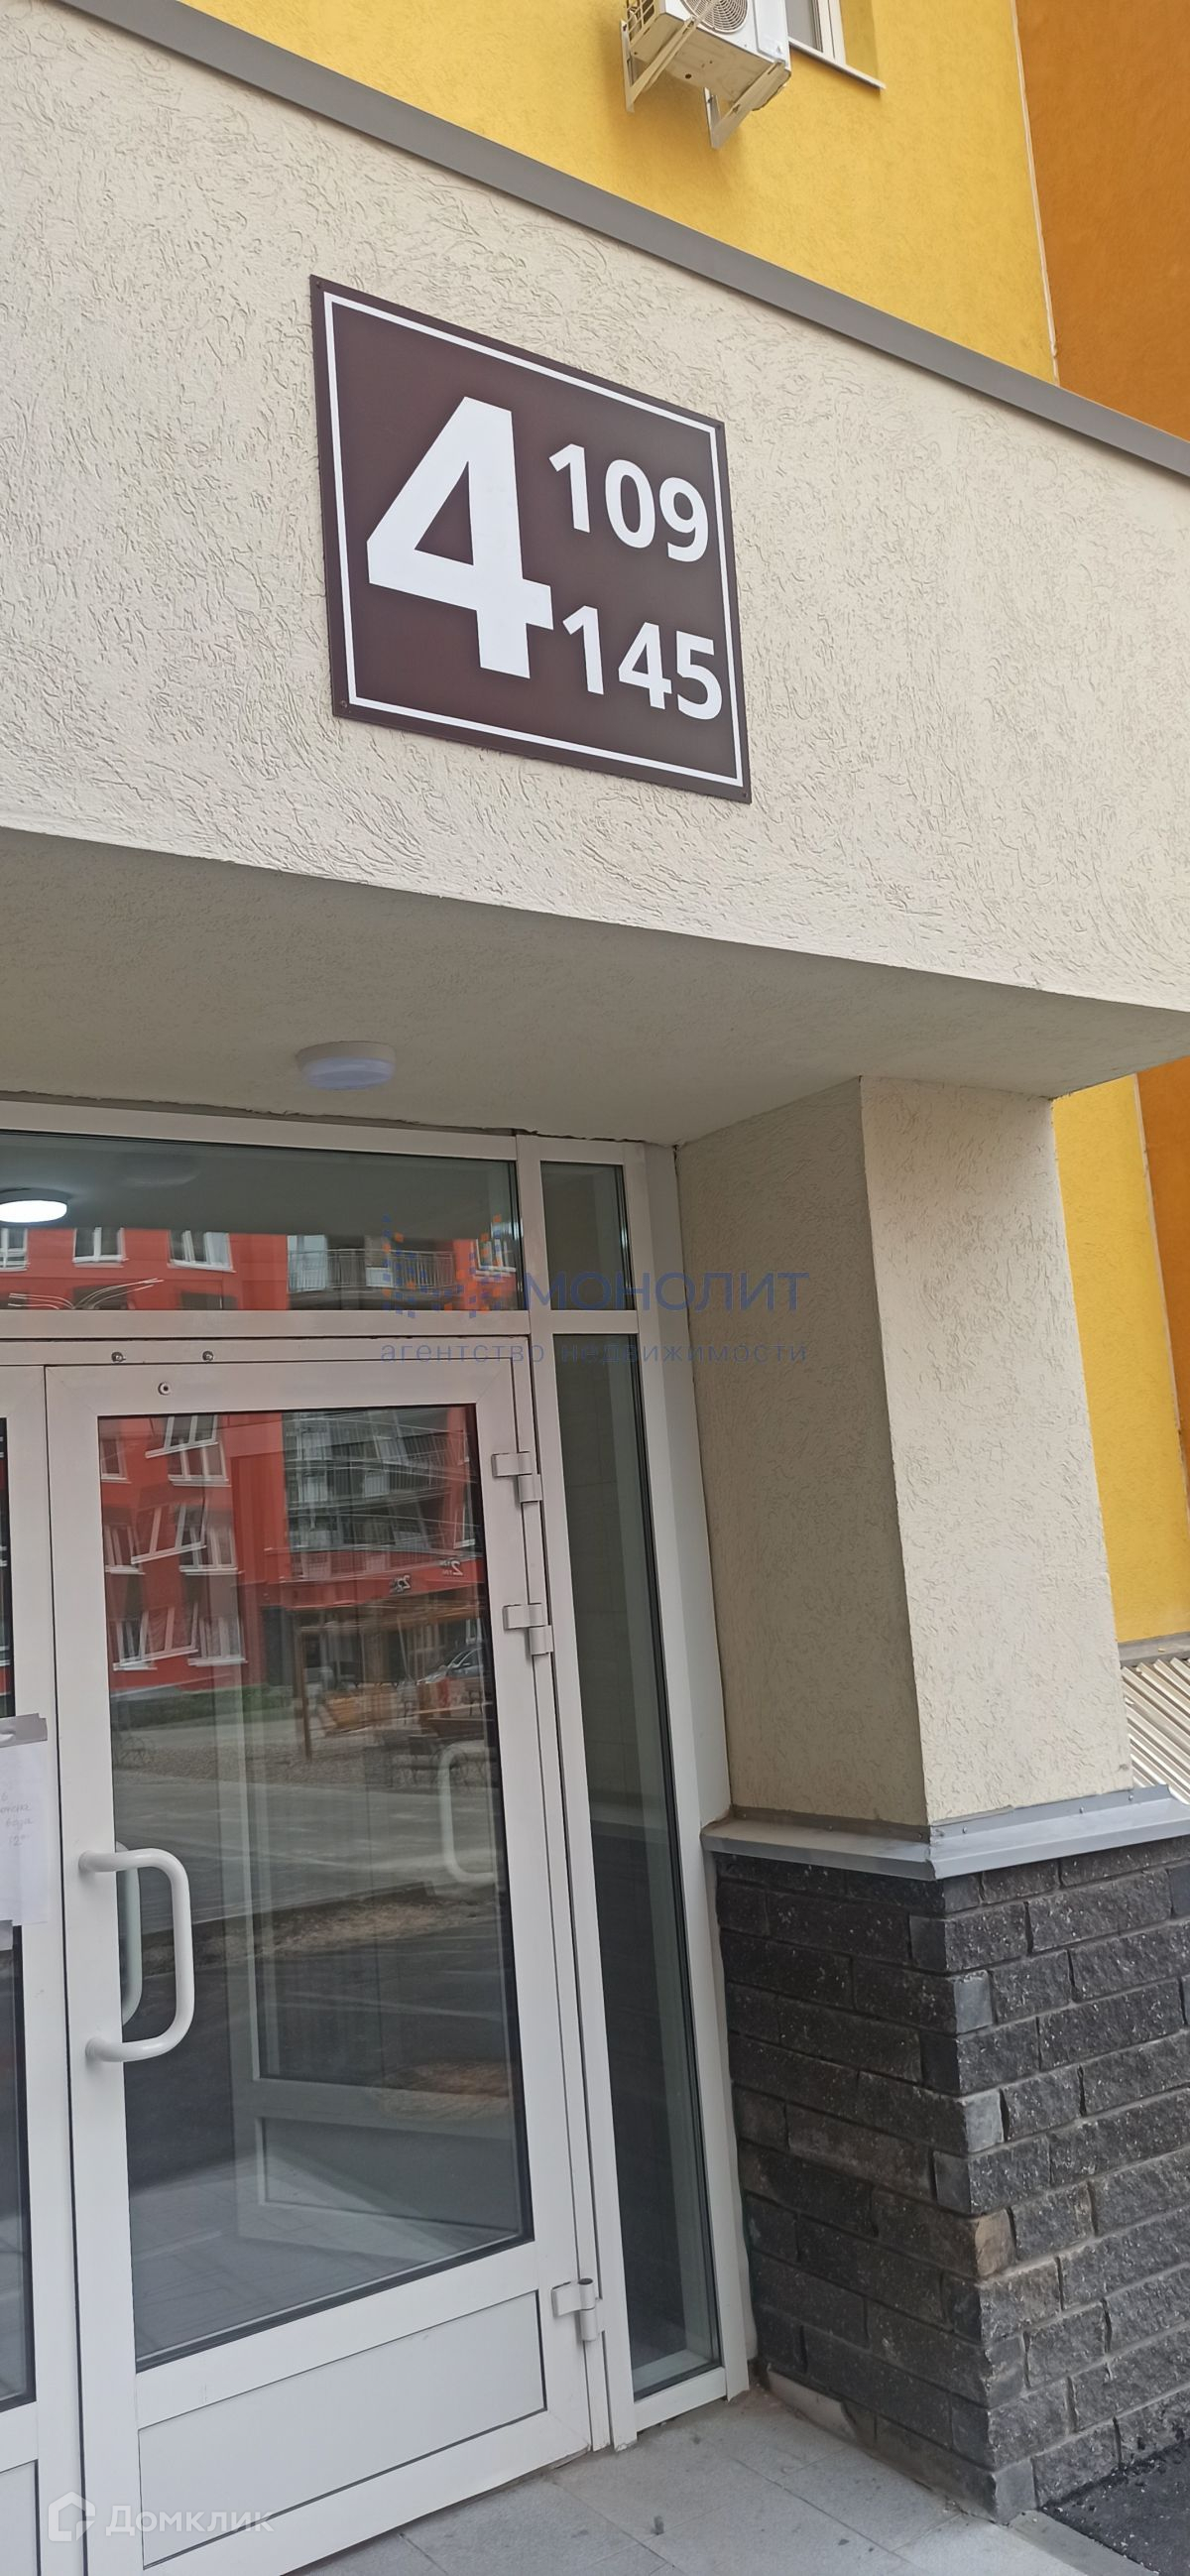 4
109
145
МОНОЛИТ
агентство недвижимости
Домклик